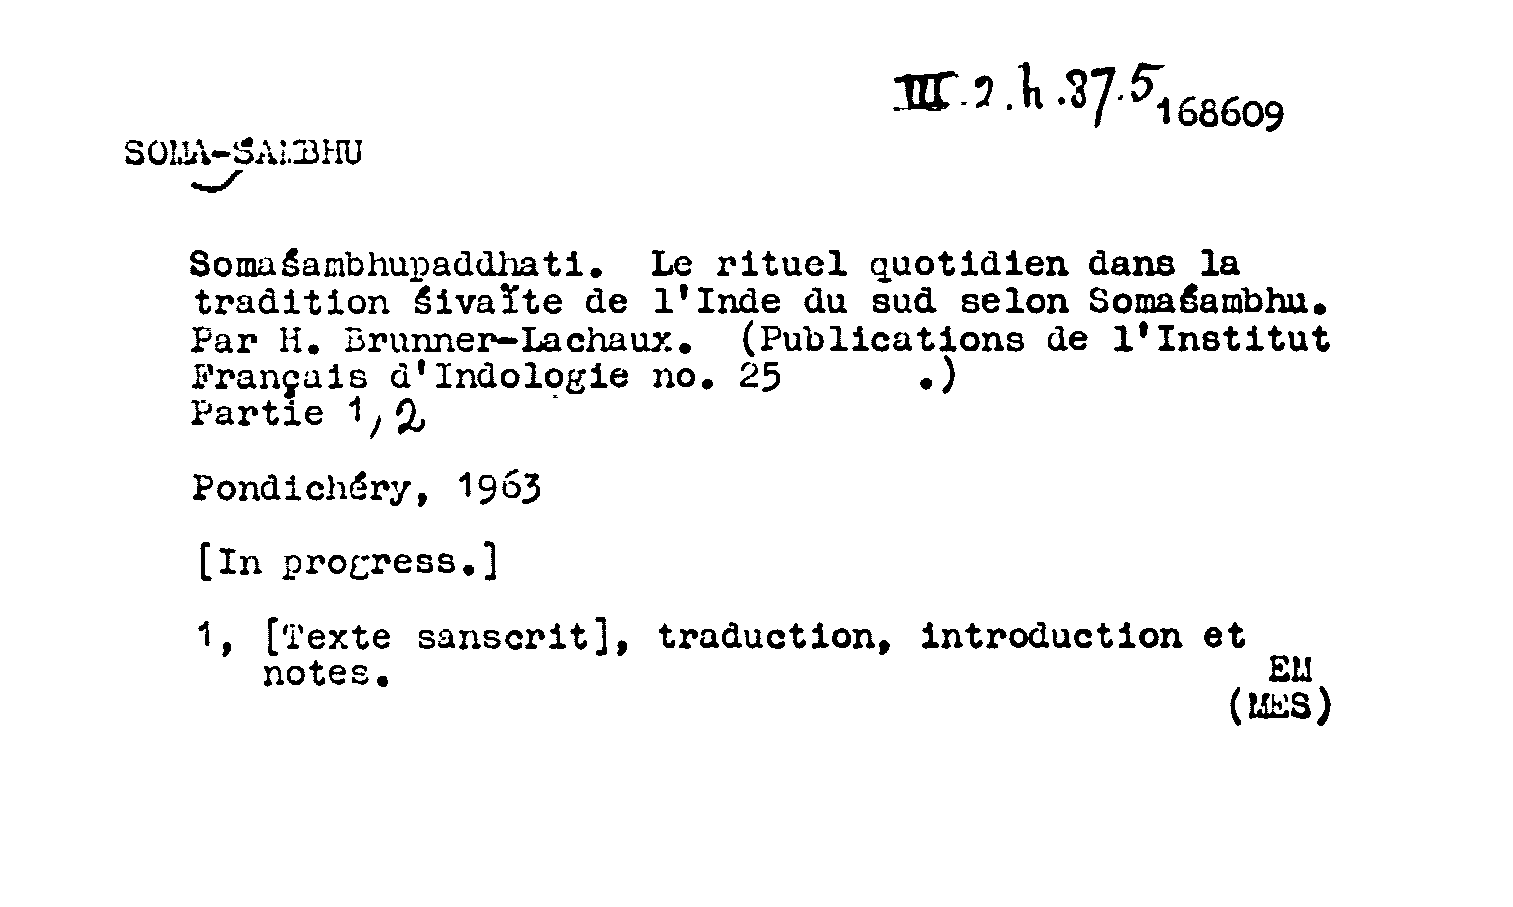 III.2.h.37.5 168609
SOMA-ŚAMBHU
Somaśambhupaddhati. Le rituel quotidien dans la
tradition śivaïte de l'Inde du sud selon Somaśambhu.
Par H. Brunner-Lachaux. (Publications de l'Institut
Français d'Indologie no. 25 .)
Partie 1, 2
Pondichéry, 1963
[In progress.]
1, [Texte sanscrit], traduction, introduction et
notes.
EM
(MES)